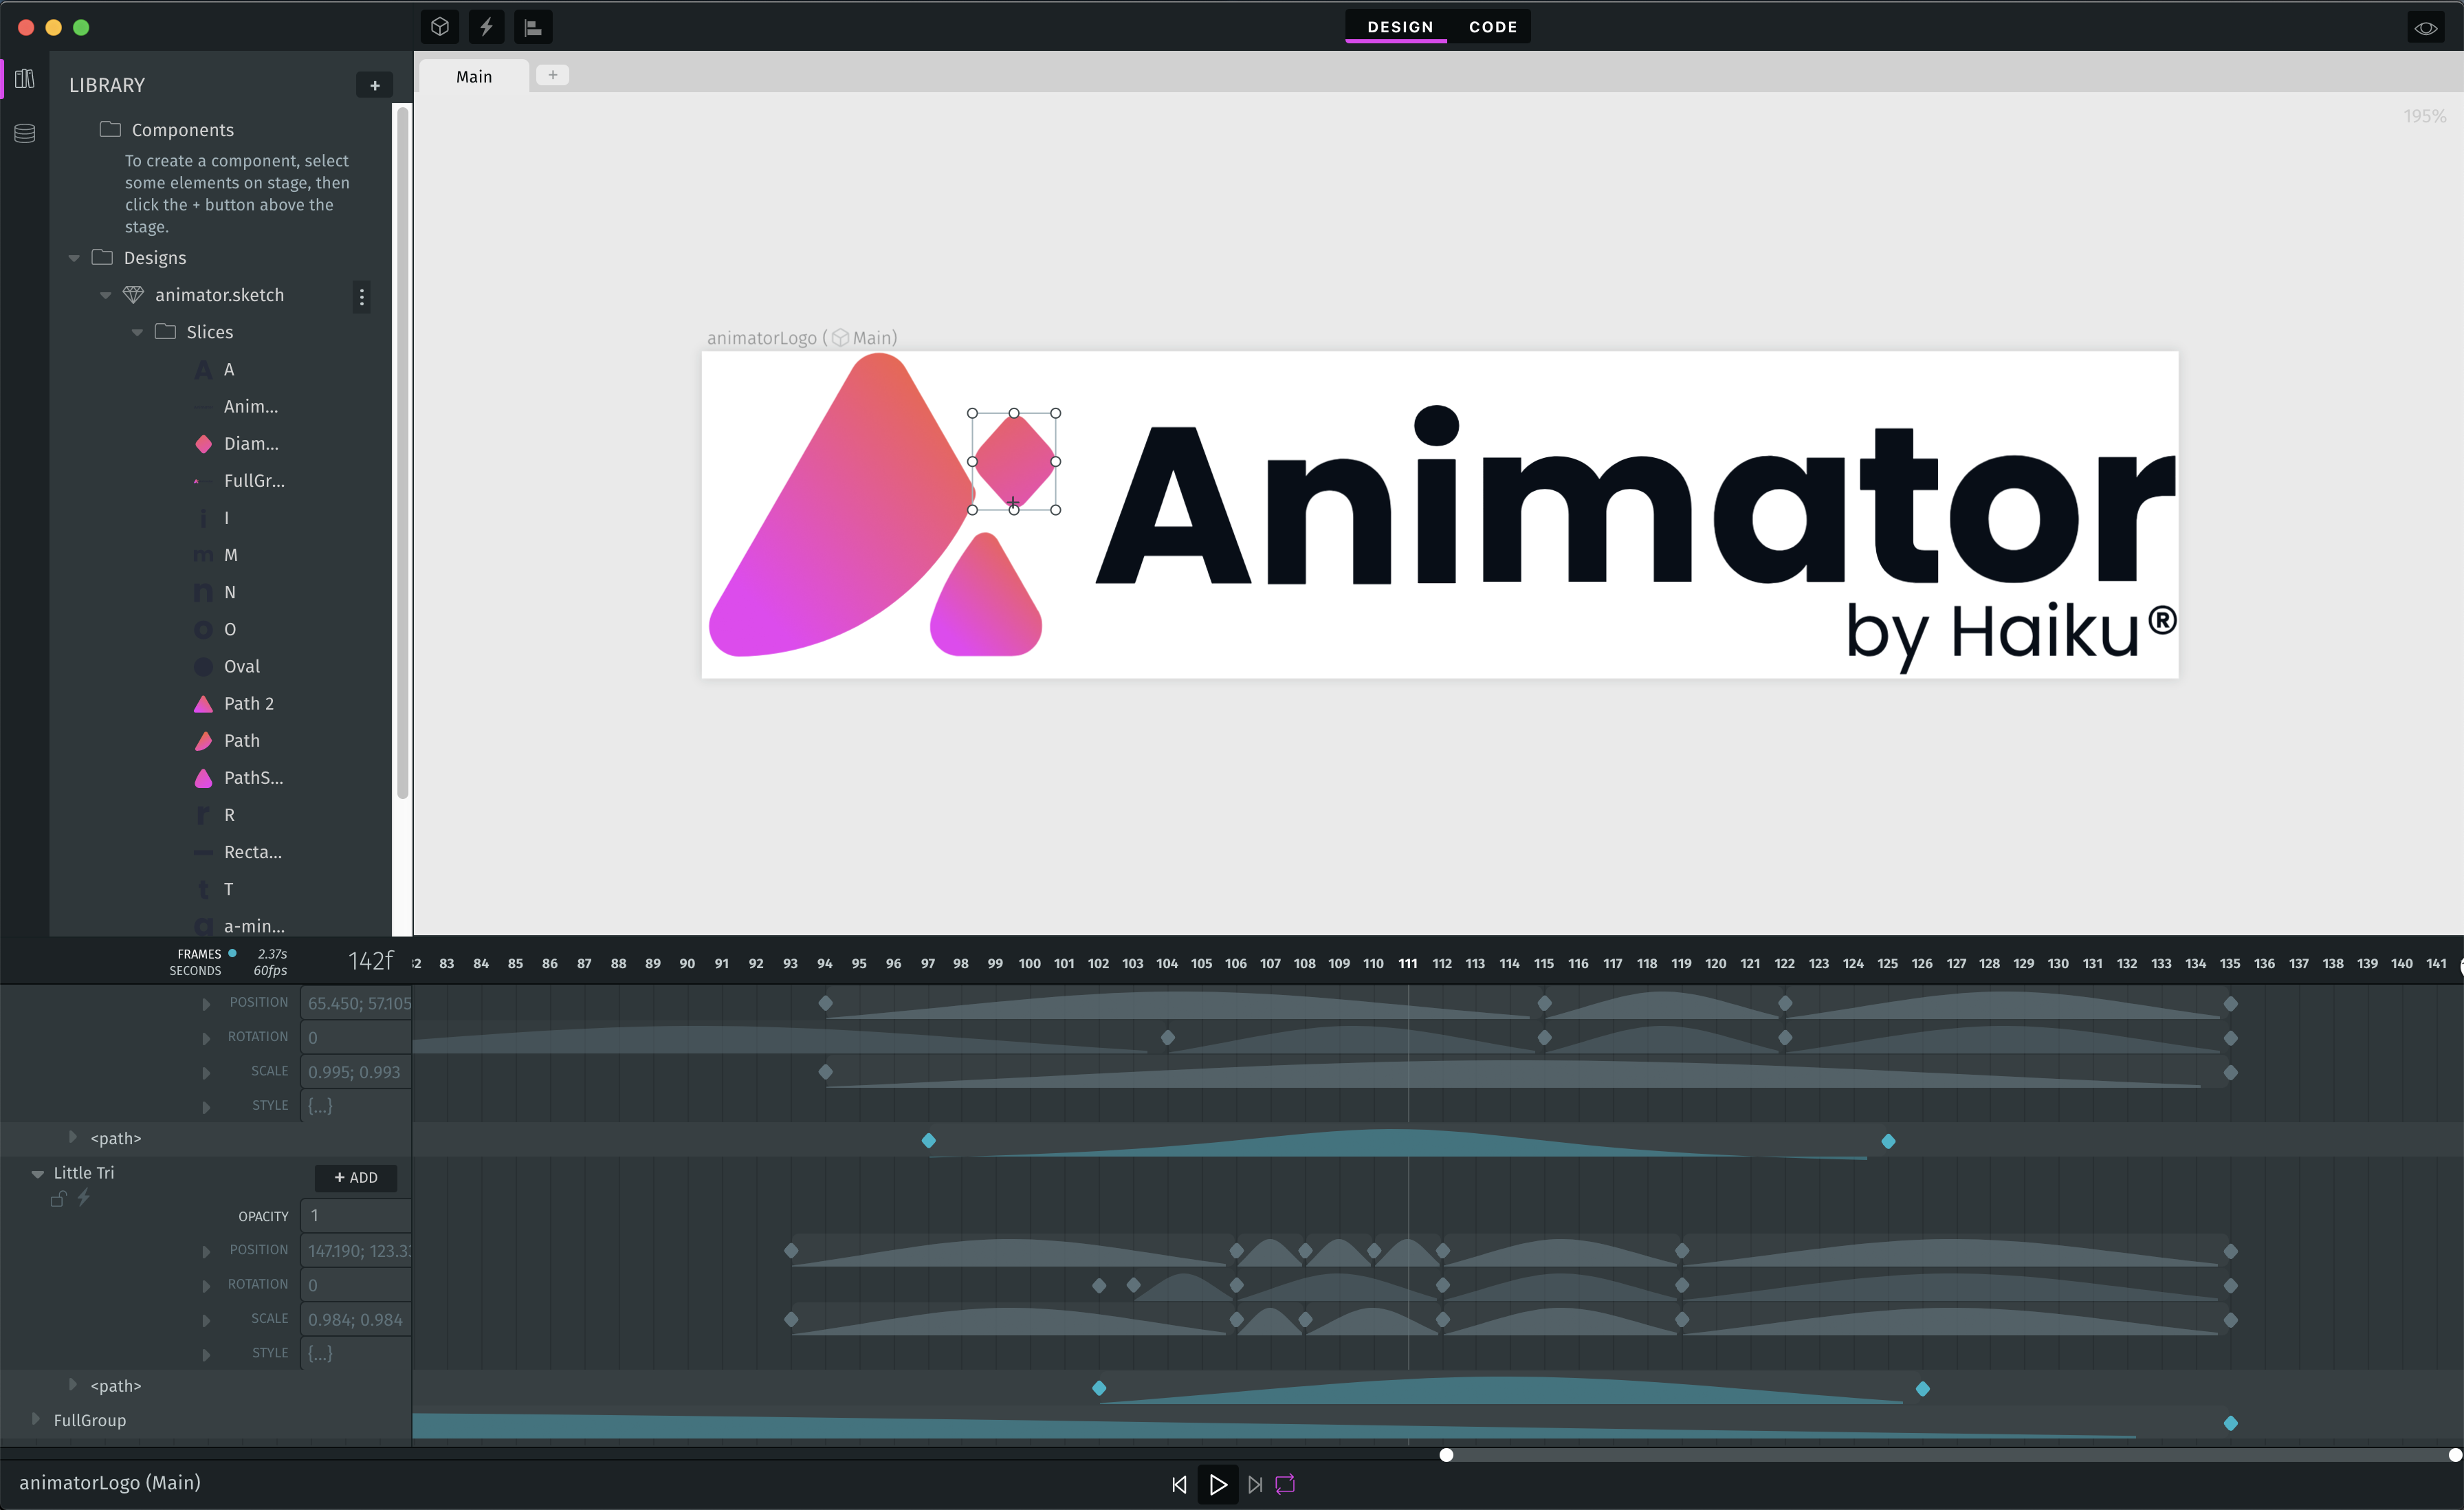 DESIGN CODE
LIBRARY
+
Main
+
195%
Components
To create a component, select
some elements on stage, then
click the + button above the
stage.
Designs
animator.sketch
Slices
A A
Anim...
Diam...
FullGr...
i I
m M
n N
o O
Oval
Path 2
Path
PathS...
r R
Recta...
t T
a a-min...
animatorLogo ( Main)
Animator
by Haiku®
FRAMES 2.37s
SECONDS 60fps
142f
83 84 85 86 87 88 89 90 91 92 93 94 95 96 97 98 99 100 101 102 103 104 105 106 107 108 109 110 111 112 113 114 115 116 117 118 119 120 121 122 123 124 125 126 127 128 129 130 131 132 133 134 135 136 137 138 139 140 141
POSITION 65.450; 57.105
ROTATION 0
SCALE 0.995; 0.993
STYLE {...}
<path>
Little Tri + ADD
OPACITY 1
POSITION 147.190; 123.3
ROTATION 0
SCALE 0.984; 0.984
STYLE {...}
<path>
FullGroup
animatorLogo (Main)